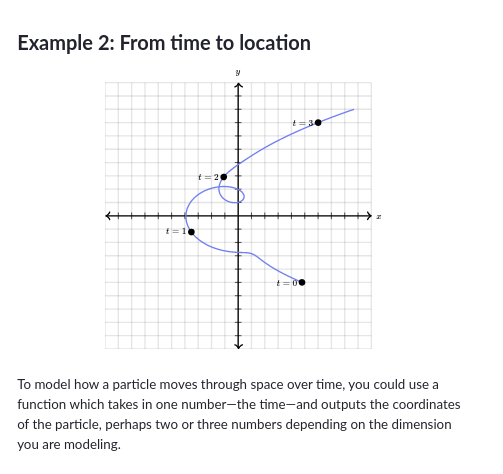 Example 2: From time to location
y
t = 3
t = 2
x
t = 1
t = 0
To model how a particle moves through space over time, you could use a
function which takes in one number—the time—and outputs the coordinates
of the particle, perhaps two or three numbers depending on the dimension
you are modeling.